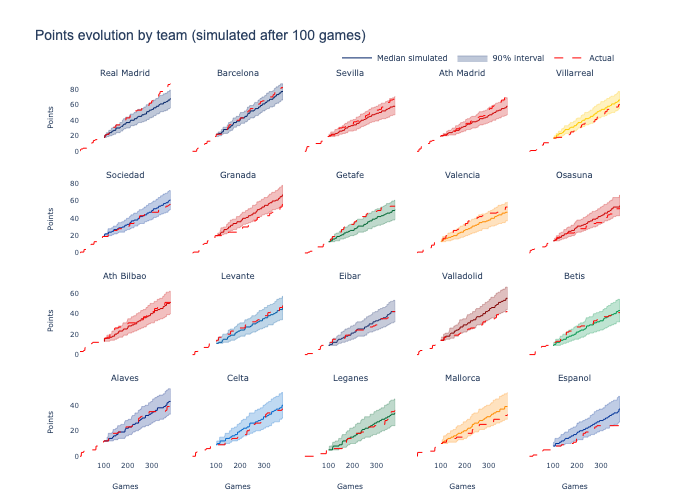 Points evolution by team (simulated after 100 games)
Median simulated 90% interval Actual
Real Madrid Barcelona Sevilla Ath Madrid Villarreal
80
60
40
20
0
Points
Sociedad Granada Getafe Valencia Osasuna
80
60
40
20
0
Points
Ath Bilbao Levante Eibar Valladolid Betis
60
40
20
0
Points
Alaves Celta Leganes Mallorca Espanol
40
20
0
Points
100 200 300 100 200 300 100 200 300 100 200 300 100 200 300
Games Games Games Games Games